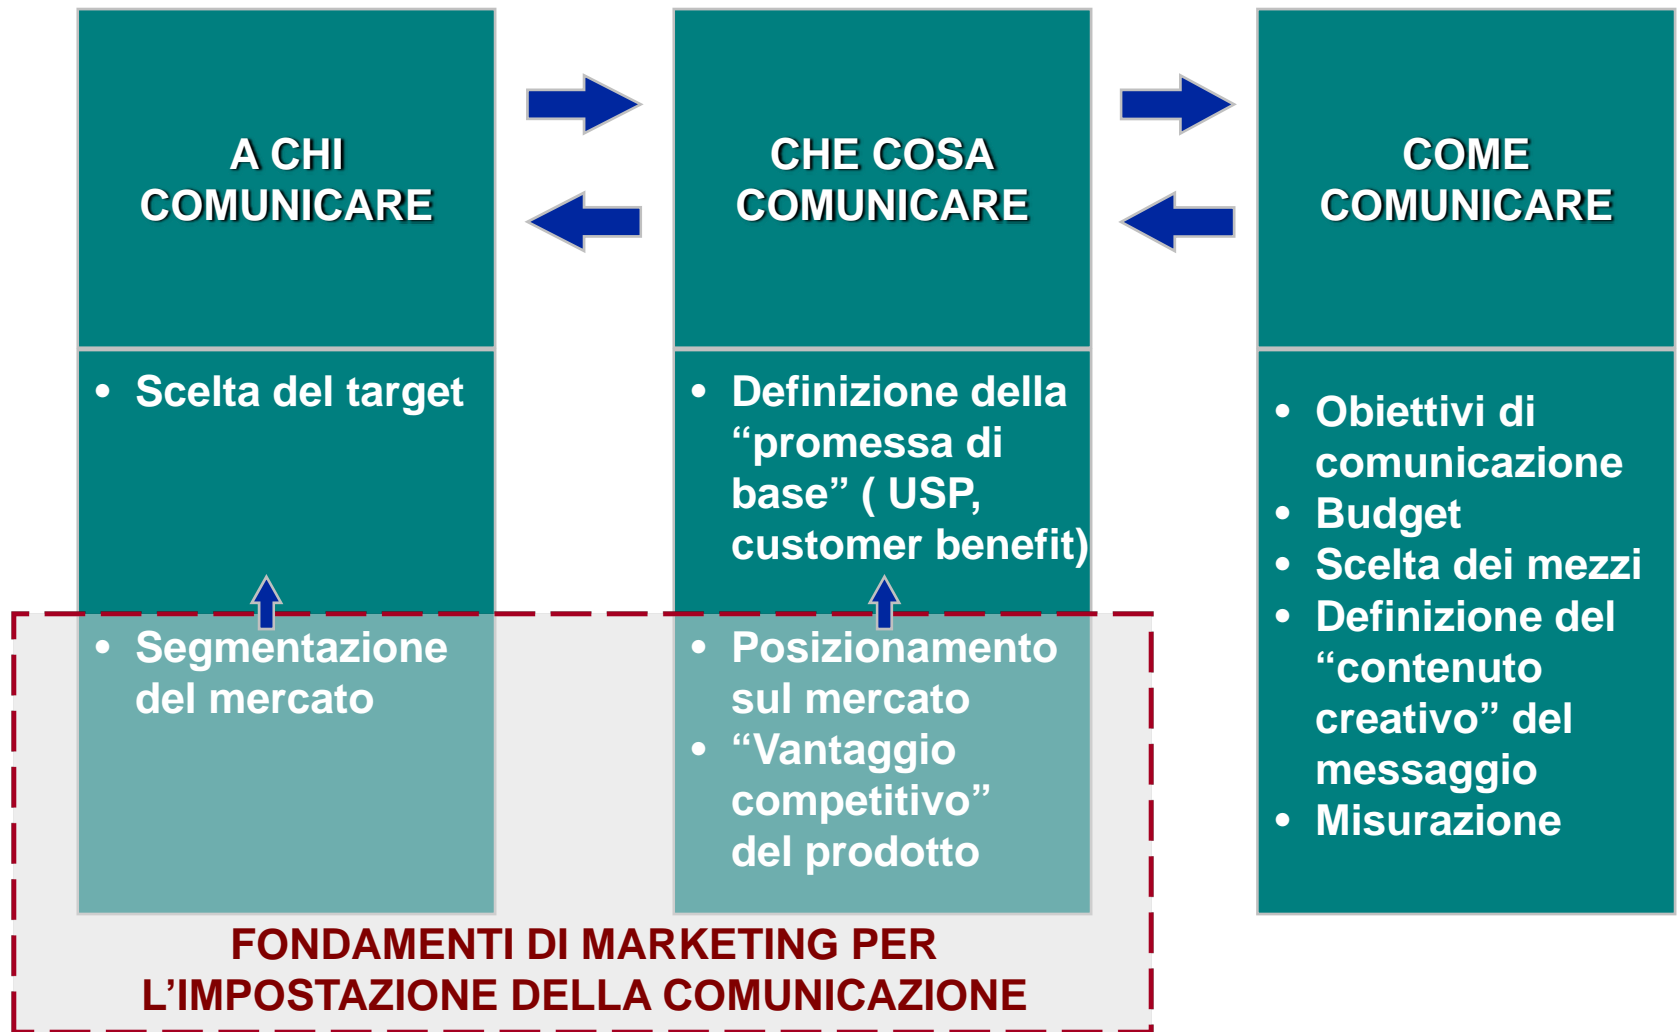 A CHI
COMUNICARE
• Scelta del target
• Segmentazione
del mercato
CHE COSA
COMUNICARE
• Definizione della
“promessa di
base” ( USP,
customer benefit)
• Posizionamento
sul mercato
• “Vantaggio
competitivo”
del prodotto
COME
COMUNICARE
• Obiettivi di
comunicazione
• Budget
• Scelta dei mezzi
• Definizione del
“contenuto
creativo” del
messaggio
• Misurazione
FONDAMENTI DI MARKETING PER
L’IMPOSTAZIONE DELLA COMUNICAZIONE